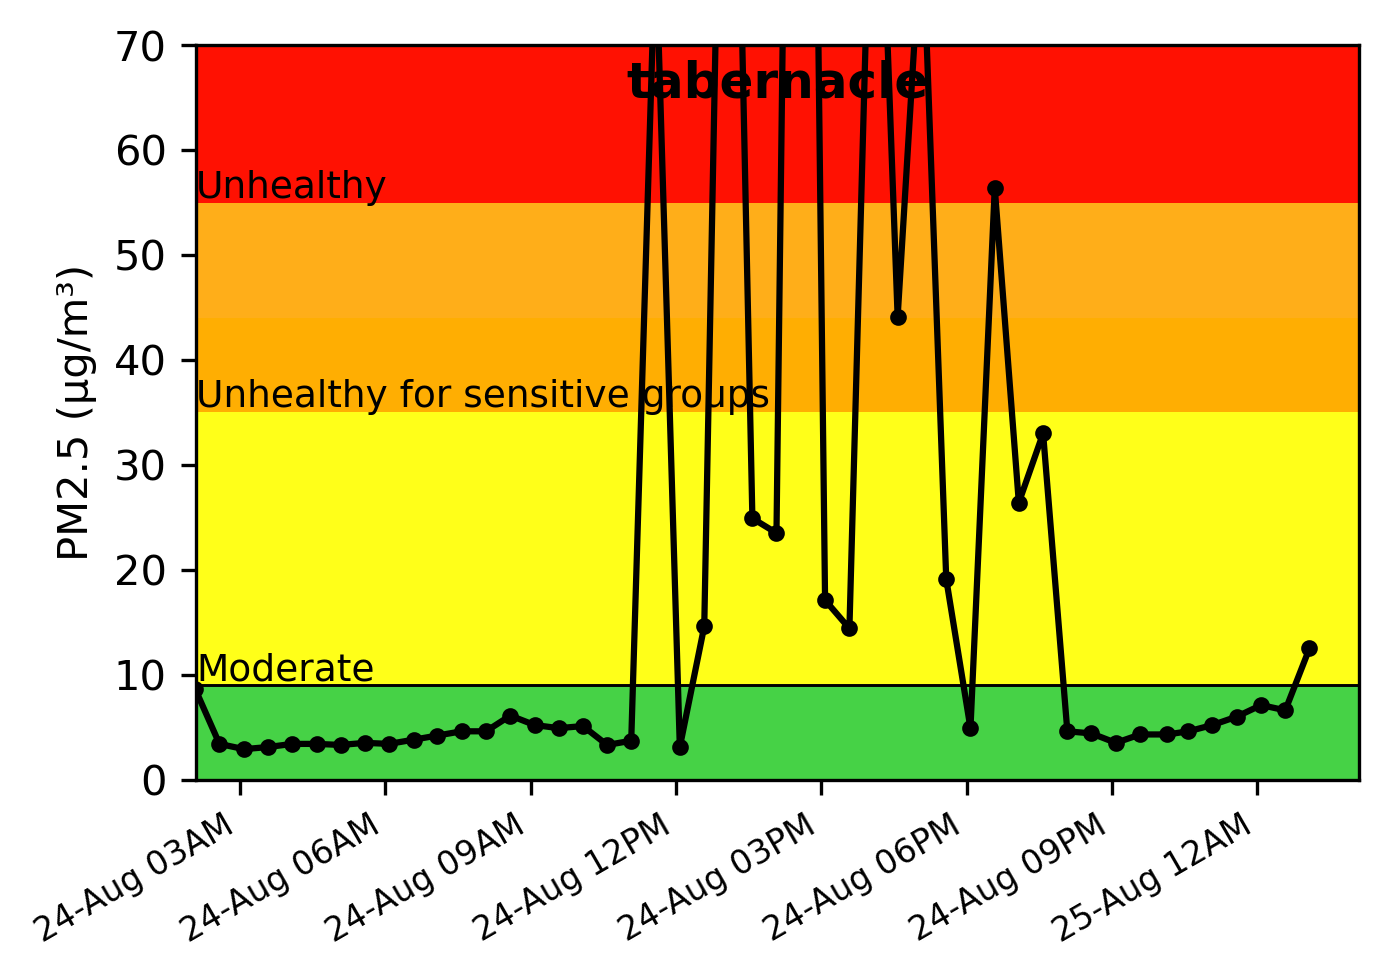 tabernacle
70
60
50
40
30
20
10
0
PM2.5 (µg/m³)
Unhealthy
Unhealthy for sensitive groups
Moderate
24-Aug 03AM
24-Aug 06AM
24-Aug 09AM
24-Aug 12PM
24-Aug 03PM
24-Aug 06PM
24-Aug 09PM
25-Aug 12AM